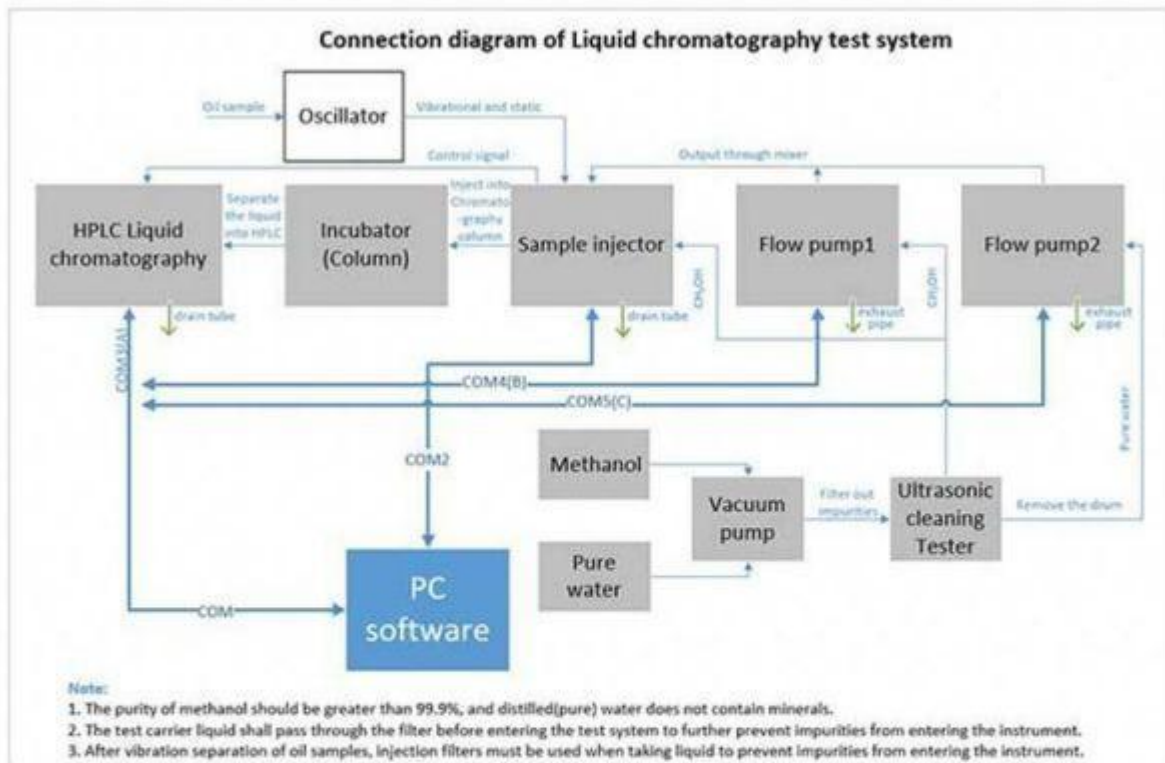 Connection diagram of Liquid chromatography test system
Oil sample
Oscillator
Vibrational and static
Control signal
Output through mixer
HPLC Liquid
chromatography
Separate
the liquid
into HPLC
Incubator
(Column)
Inject into
Chromato
-graphy
column
Sample injector
Flow pump1
Flow pump2
drain tube
drain tube
CH₃OH
exhaust
pipe
CH₃OH
exhaust
pipe
COM4(B)
COM5(C)
COM2
Pure water
Methanol
Vacuum
pump
Filter out
impurities
Ultrasonic
cleaning
Tester
Remove the drum
Pure
water
COM
PC
software
Note:
1. The purity of methanol should be greater than 99.9%, and distilled(pure) water does not contain minerals.
2. The test carrier liquid shall pass through the filter before entering the test system to further prevent impurities from entering the instrument.
3. After vibration separation of oil samples, injection filters must be used when taking liquid to prevent impurities from entering the instrument.